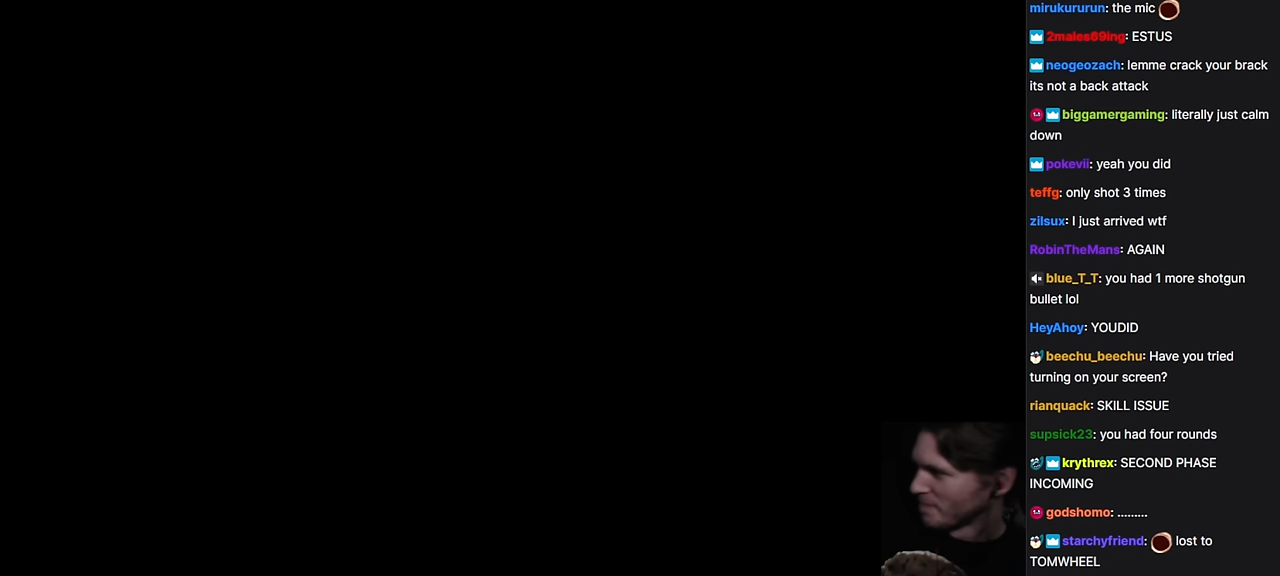 mirukururun: the mic
2males69ing: ESTUS
neogeozach: lemme crack your brack
its not a back attack
biggamergaming: literally just calm
down
pokevii: yeah you did
teffg: only shot 3 times
zilsux: I just arrived wtf
RobinTheMans: AGAIN
blue_T_T: you had 1 more shotgun
bullet lol
HeyAhoy: YOUDID
beechu_beechu: Have you tried
turning on your screen?
rianquack: SKILL ISSUE
supsick23: you had four rounds
krythrex: SECOND PHASE
INCOMING
godshomo: .........
starchyfriend: lost to
TOMWHEEL